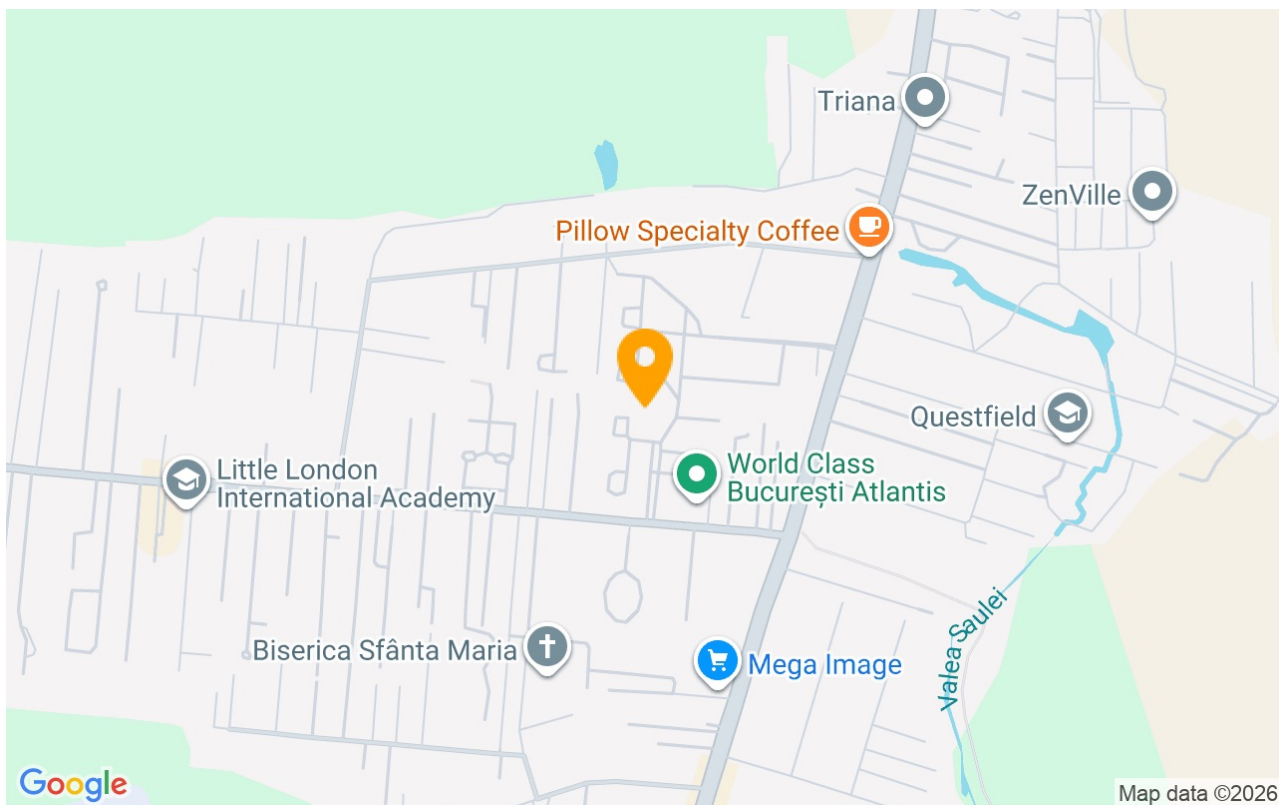 Triana
ZenVille
Pillow Specialty Coffee
Questfield
World Class
București Atlantis
Little London
International Academy
Valea Saulei
Biserica Sfânta Maria
Mega Image
Google
Map data ©2026